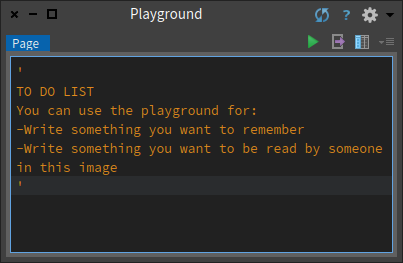 Playground
?
Page
'
TO DO LIST
You can use the playground for:
-Write something you want to remember
-Write something you want to be read by someone
in this image
'